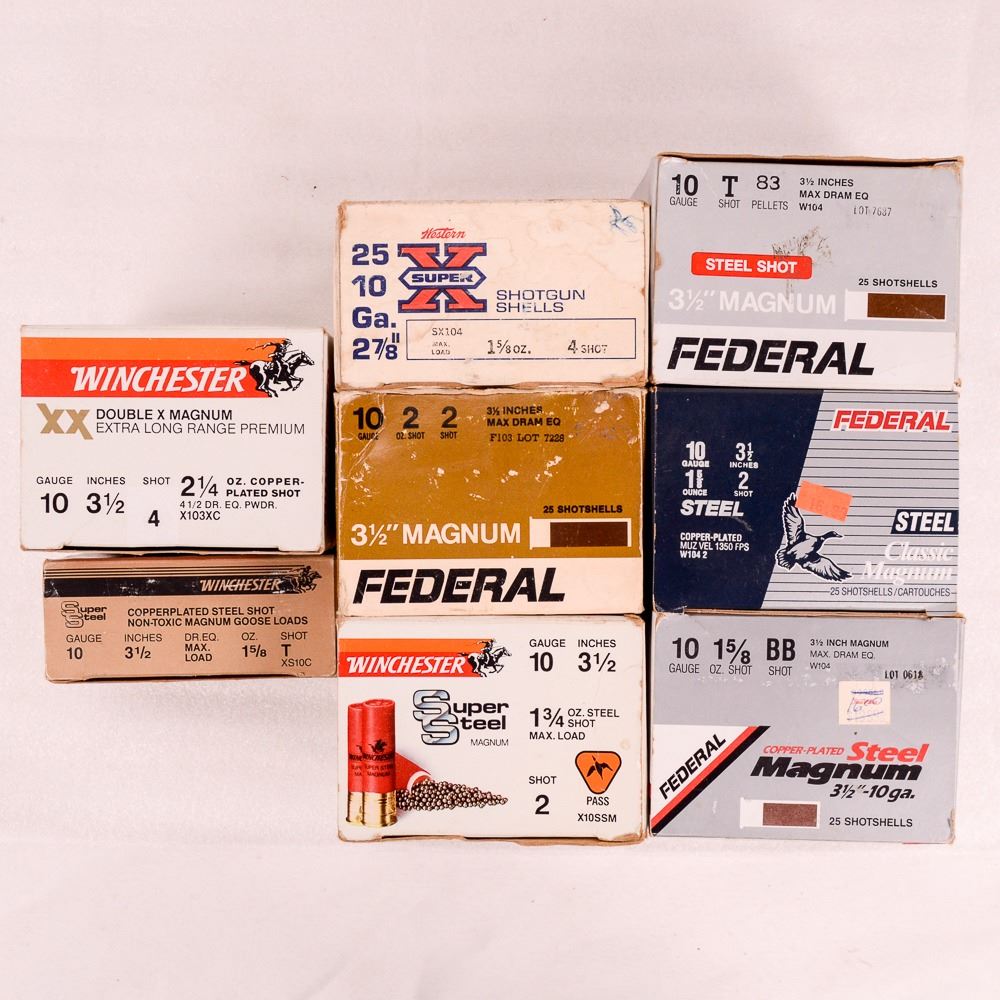 WINCHESTER
XX DOUBLE X MAGNUM
EXTRA LONG RANGE PREMIUM
GAUGE INCHES SHOT
10 3½ 4
2¼ OZ. COPPER-
PLATED SHOT
4 1/2 DR. EQ. PWDR.
X103XC
WINCHESTER
Super
Steel
COPPERPLATED STEEL SHOT
NON-TOXIC MAGNUM GOOSE LOADS
GAUGE INCHES DR.EQ. OZ. SHOT
10 3½ MAX. 1⅝ T
LOAD XS10C
Western
25 X
SUPER
10
Ga.
2⅞"
SHOTGUN
SHELLS
SX104
MAX.
LOAD 1⅝ OZ. 4 SHOT
10 2 2
GAUGE OZ. SHOT SHOT
3½ INCHES
MAX DRAM EQ
F103 LOT 7228
25 SHOTSHELLS
3½" MAGNUM
FEDERAL
WINCHESTER
GAUGE INCHES
10 3½
Super
Steel
MAGNUM
1¾ OZ. STEEL
SHOT
MAX. LOAD
SHOT
2
PASS
X10SSM
10 T 83
GAUGE SHOT PELLETS
3½ INCHES
MAX DRAM EQ
W104 LOT 7687
STEEL SHOT
25 SHOTSHELLS
3½" MAGNUM
FEDERAL
FEDERAL
10 3½
GAUGE INCHES
2
OUNCE SHOT
STEEL
COPPER-PLATED
MUZ VEL 1350 FPS
W104 2
STEEL
Classic
Magnum
25 SHOTSHELLS/CARTOUCHES
10 1⅝ BB
GAUGE OZ. SHOT SHOT
3½ INCH MAGNUM
MAX. DRAM EQ.
W104
LOT 0618
FEDERAL
COPPER-PLATED Steel
Magnum
3½"-10ga.
25 SHOTSHELLS